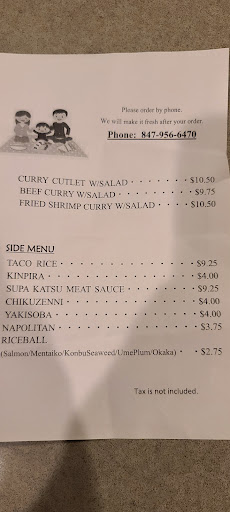 Please order by phone.
We will make it fresh after your order.
Phone: 847-956-6470
CURRY CUTLET W/SALAD・・・・・・・$10.50
BEEF CURRY W/SALAD・・・・・・・・$9.75
FRIED SHRIMP CURRY W/SALAD・・・・$10.50
SIDE MENU
TACO RICE・・・・・・・・・・・・・・・$9.25
KINPIRA・・・・・・・・・・・・・・・・$4.00
SUPA KATSU MEAT SAUCE・・・・・・・$9.25
CHIKUZENNI・・・・・・・・・・・・・・$4.00
YAKISOBA・・・・・・・・・・・・・・・$4.00
NAPOLITAN・・・・・・・・・・・・・・・$3.75
RICEBALL
(Salmon/Mentaiko/KonbuSeaweed/UmePlum/Okaka)・・$2.75
Tax is not included.